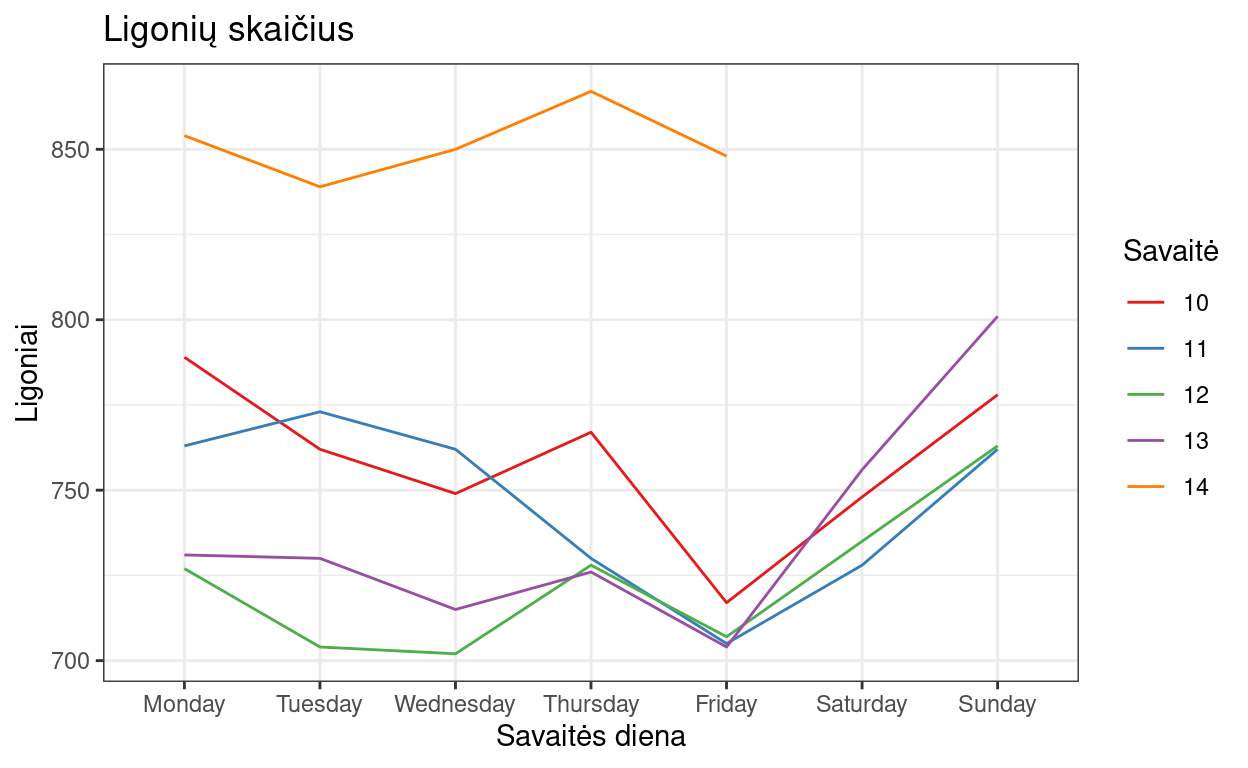 Ligonių skaičius
Ligoniai
850
800
750
700
Monday Tuesday Wednesday Thursday Friday Saturday Sunday
Savaitės diena
Savaitė
10
11
12
13
14